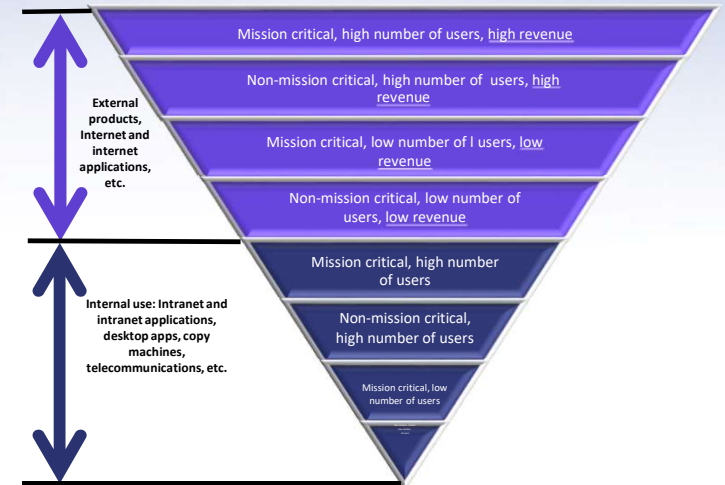 Mission critical, high number of users, high revenue
Non-mission critical, high number of  users, high
revenue
External
products,
Internet and
internet
applications,
etc.
Mission critical, low number of l users, low
revenue
Non-mission critical, low number of
users, low revenue
Mission critical, high number
of users
Internal use: Intranet and
intranet applications,
desktop apps, copy
machines,
telecommunications, etc.
Non-mission critical,
high number of users
Mission critical, low
number of users